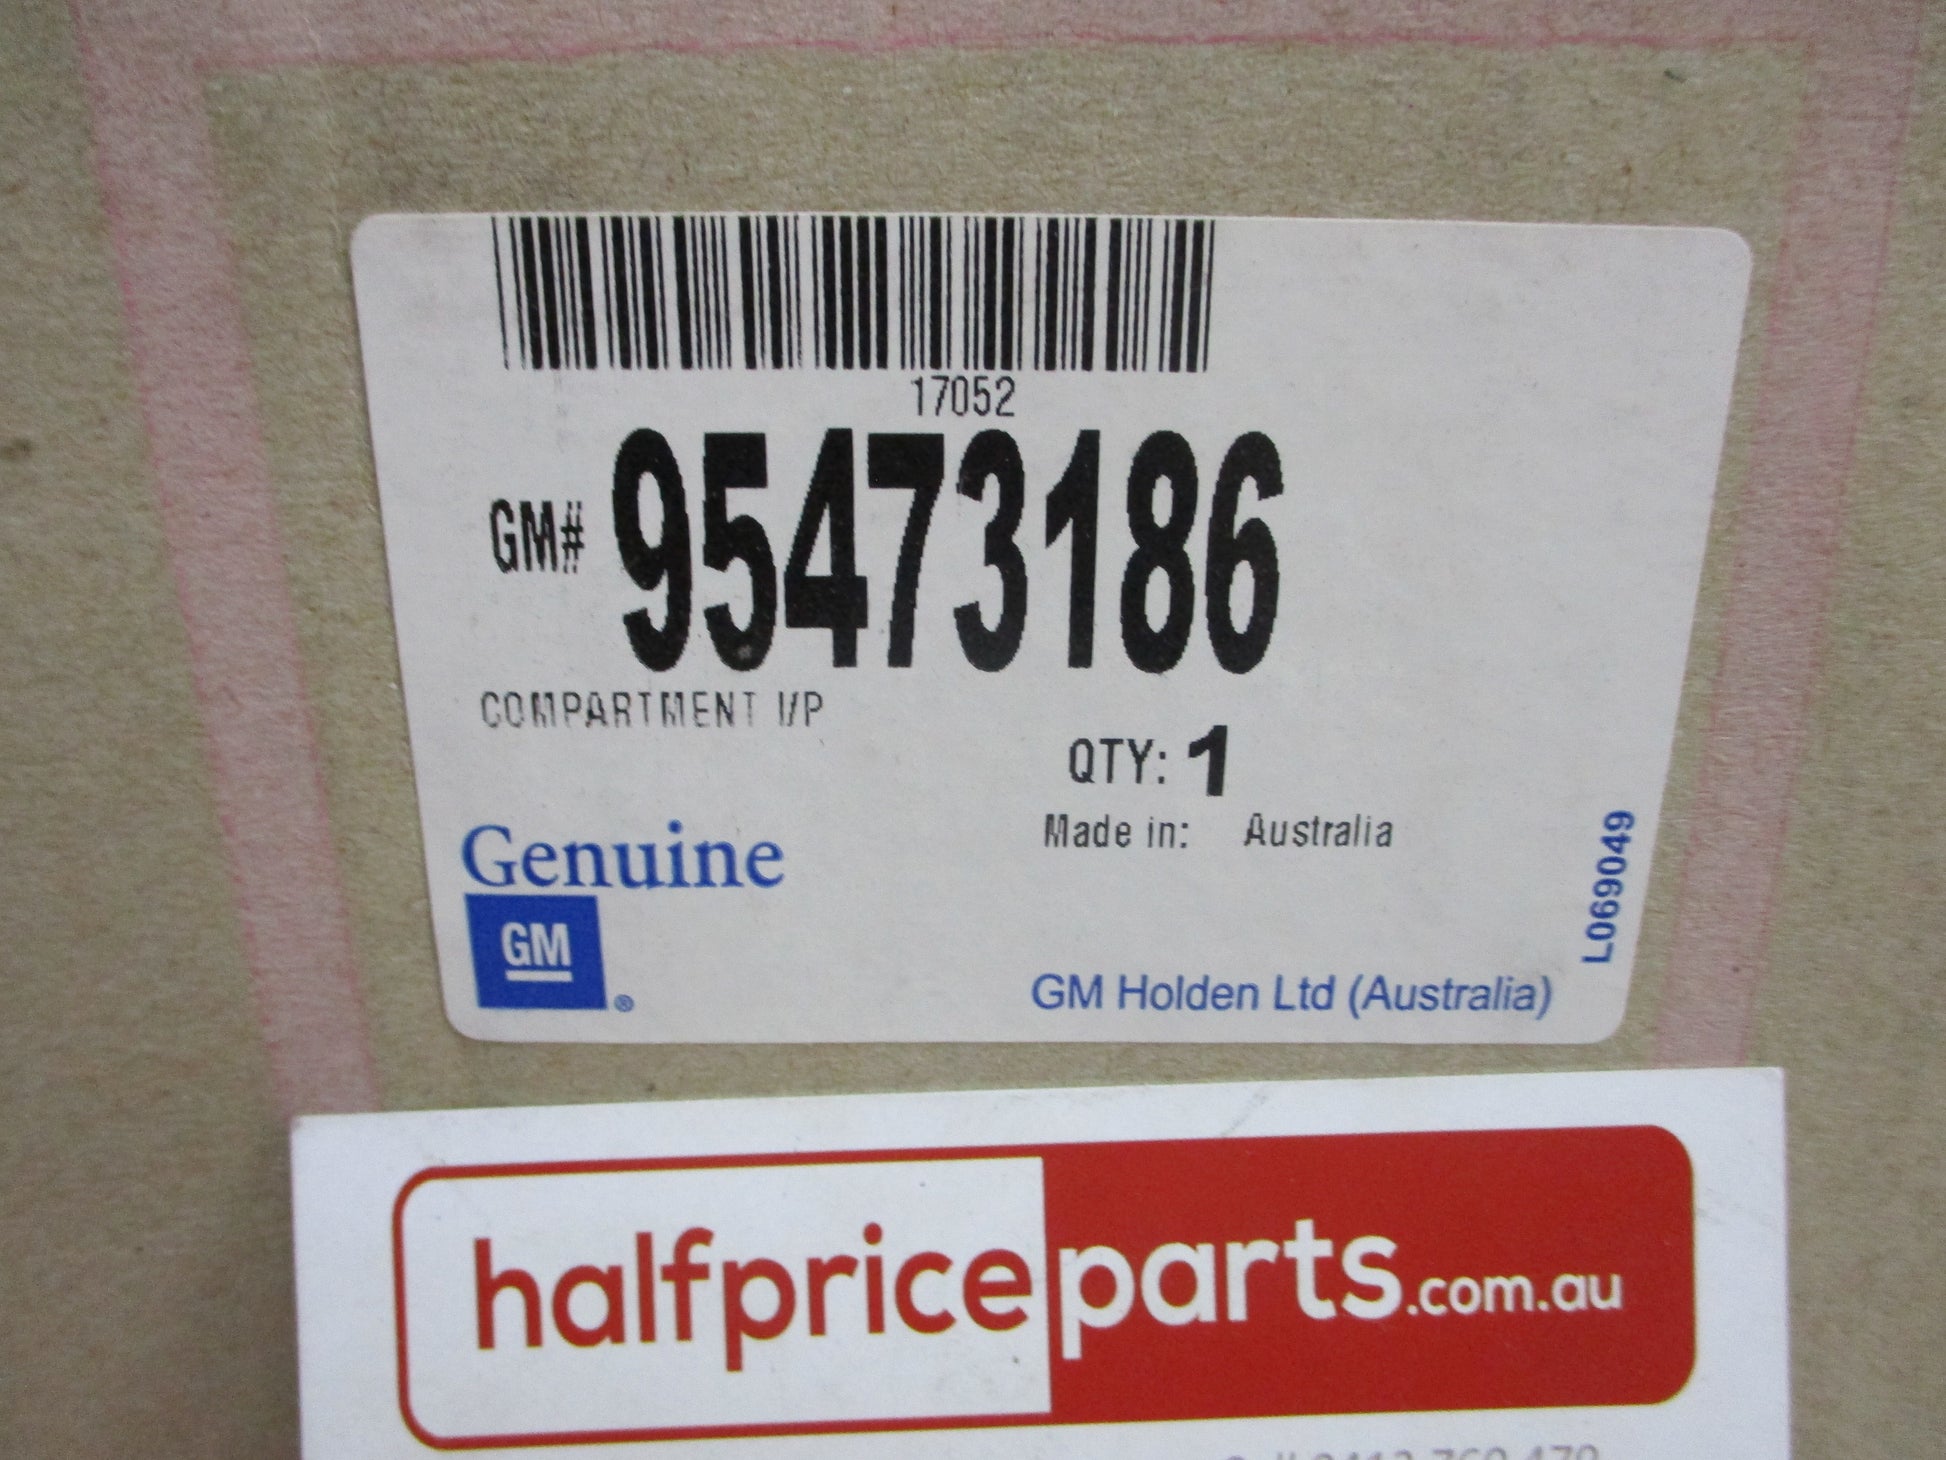 17052
GM# 95473186
COMPARTMENT I/P
QTY: 1
Made in: Australia
Genuine
GM ®
GM Holden Ltd (Australia)
L069049
halfpriceparts.com.au